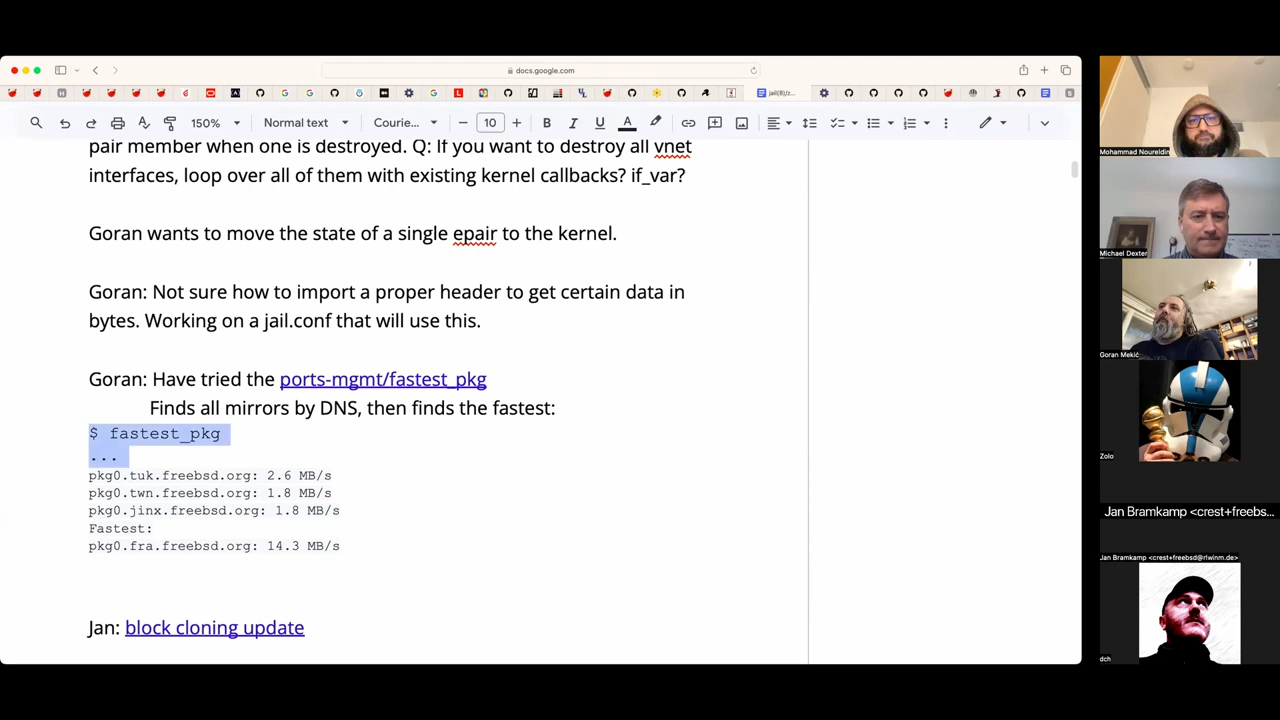 docs.google.com
jail(8)/z...
150%
Normal text
Courie...
10
pair member when one is destroyed. Q: If you want to destroy all vnet
interfaces, loop over all of them with existing kernel callbacks? if_var?
Goran wants to move the state of a single epair to the kernel.
Goran: Not sure how to import a proper header to get certain data in
bytes. Working on a jail.conf that will use this.
Goran: Have tried the ports-mgmt/fastest_pkg
Finds all mirrors by DNS, then finds the fastest:
$ fastest_pkg
...
pkg0.tuk.freebsd.org: 2.6 MB/s
pkg0.twn.freebsd.org: 1.8 MB/s
pkg0.jinx.freebsd.org: 1.8 MB/s
Fastest:
pkg0.fra.freebsd.org: 14.3 MB/s
Jan: block cloning update
Mohammad Noureldin
Michael Dexter
Goran Mekić
Zolo
Jan Bramkamp <crest+freebs...
Jan Bramkamp <crest+freebsd@rlwinm.de>
dch